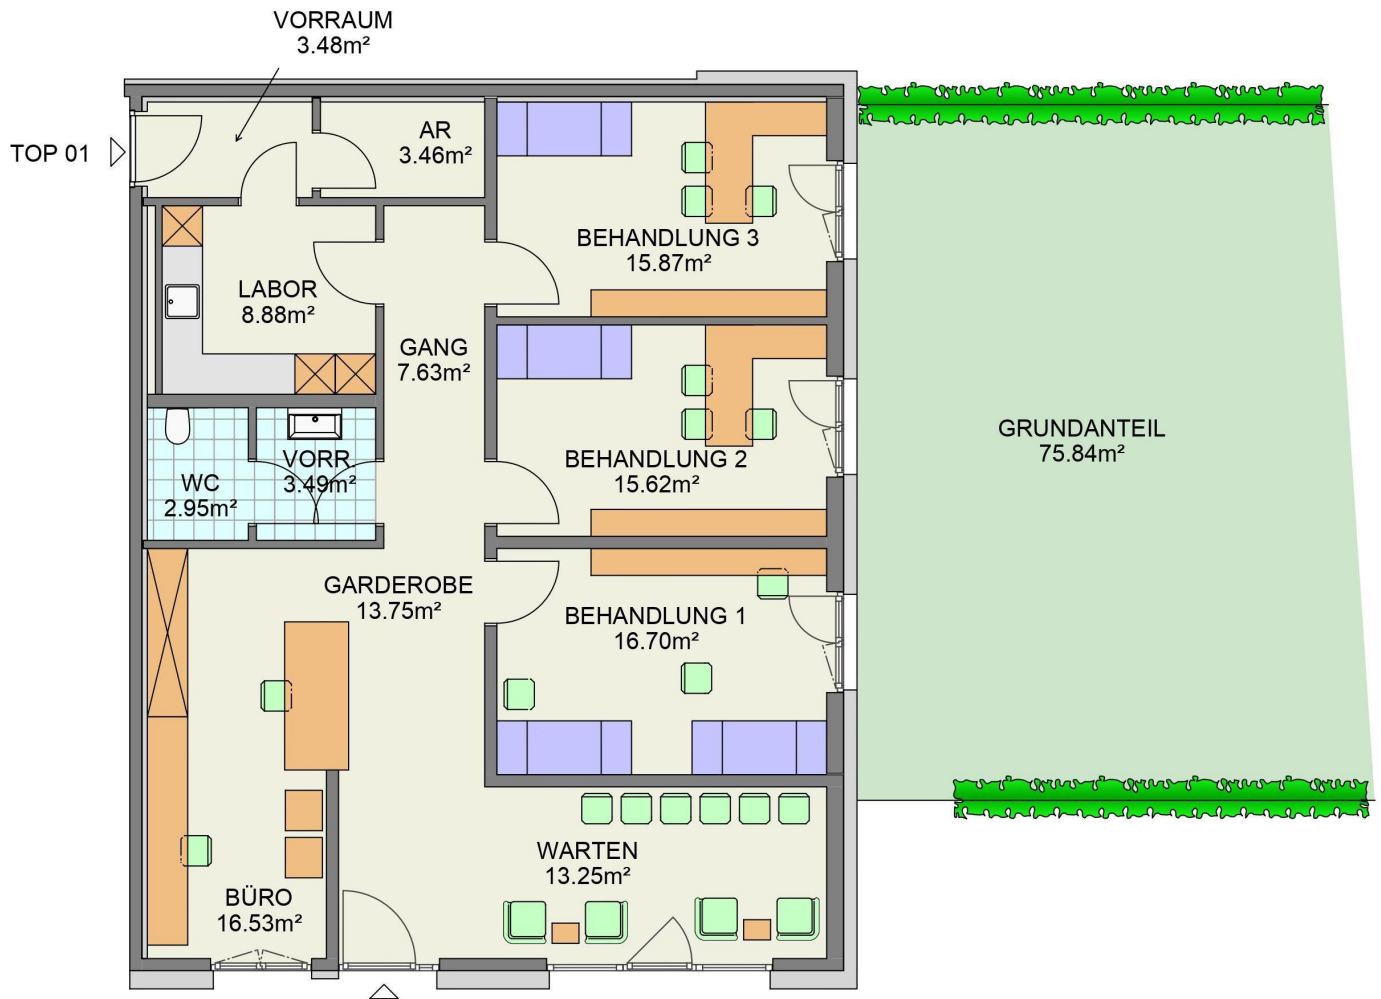 VORRAUM
3.48m²
TOP 01
AR
3.46m²
BEHANDLUNG 3
15.87m²
LABOR
8.88m²
GANG
7.63m²
GRUNDANTEIL
75.84m²
BEHANDLUNG 2
15.62m²
VORR.
3.49m²
WC
2.95m²
GARDEROBE
13.75m²
BEHANDLUNG 1
16.70m²
WARTEN
13.25m²
BÜRO
16.53m²